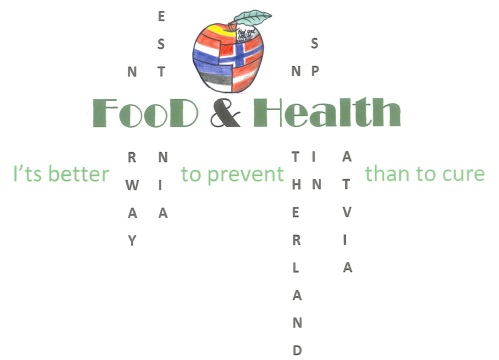 E
S S
N T N P
FooD & Health
R N T I A
I'ts better to prevent than to cure
W I H N T
A A E V
Y R I
L A
A
N
D